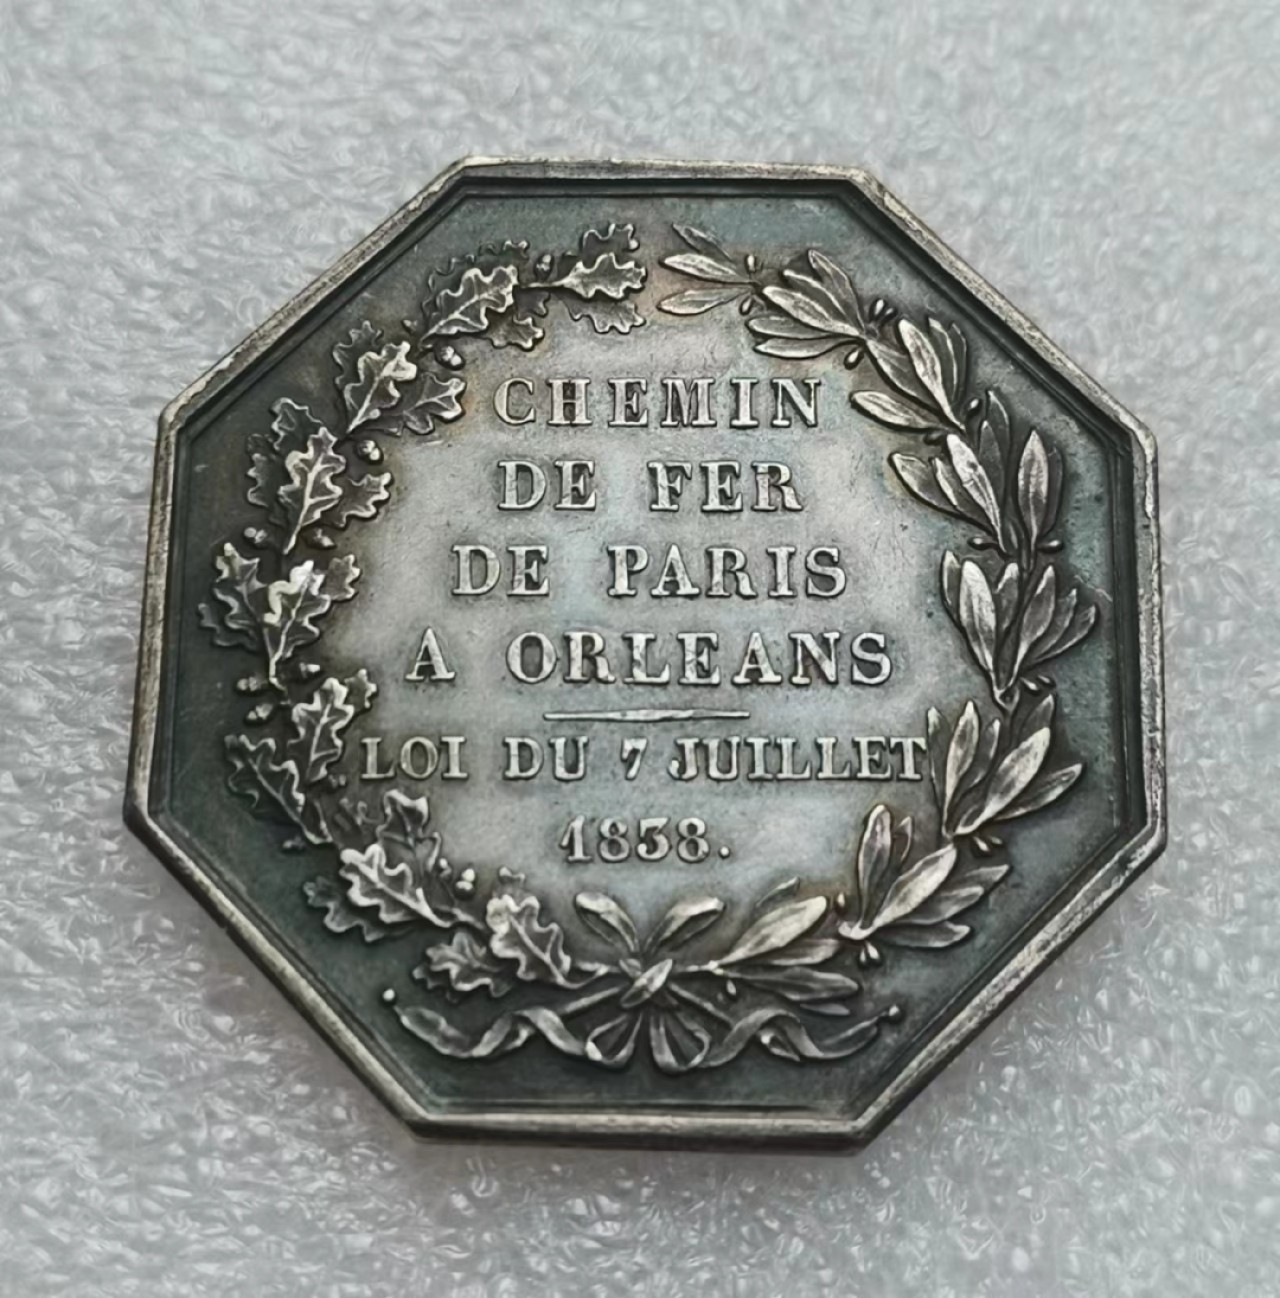 CHEMIN
DE FER
DE PARIS
A ORLEANS
LOI DU 7 JUILLET
1838.